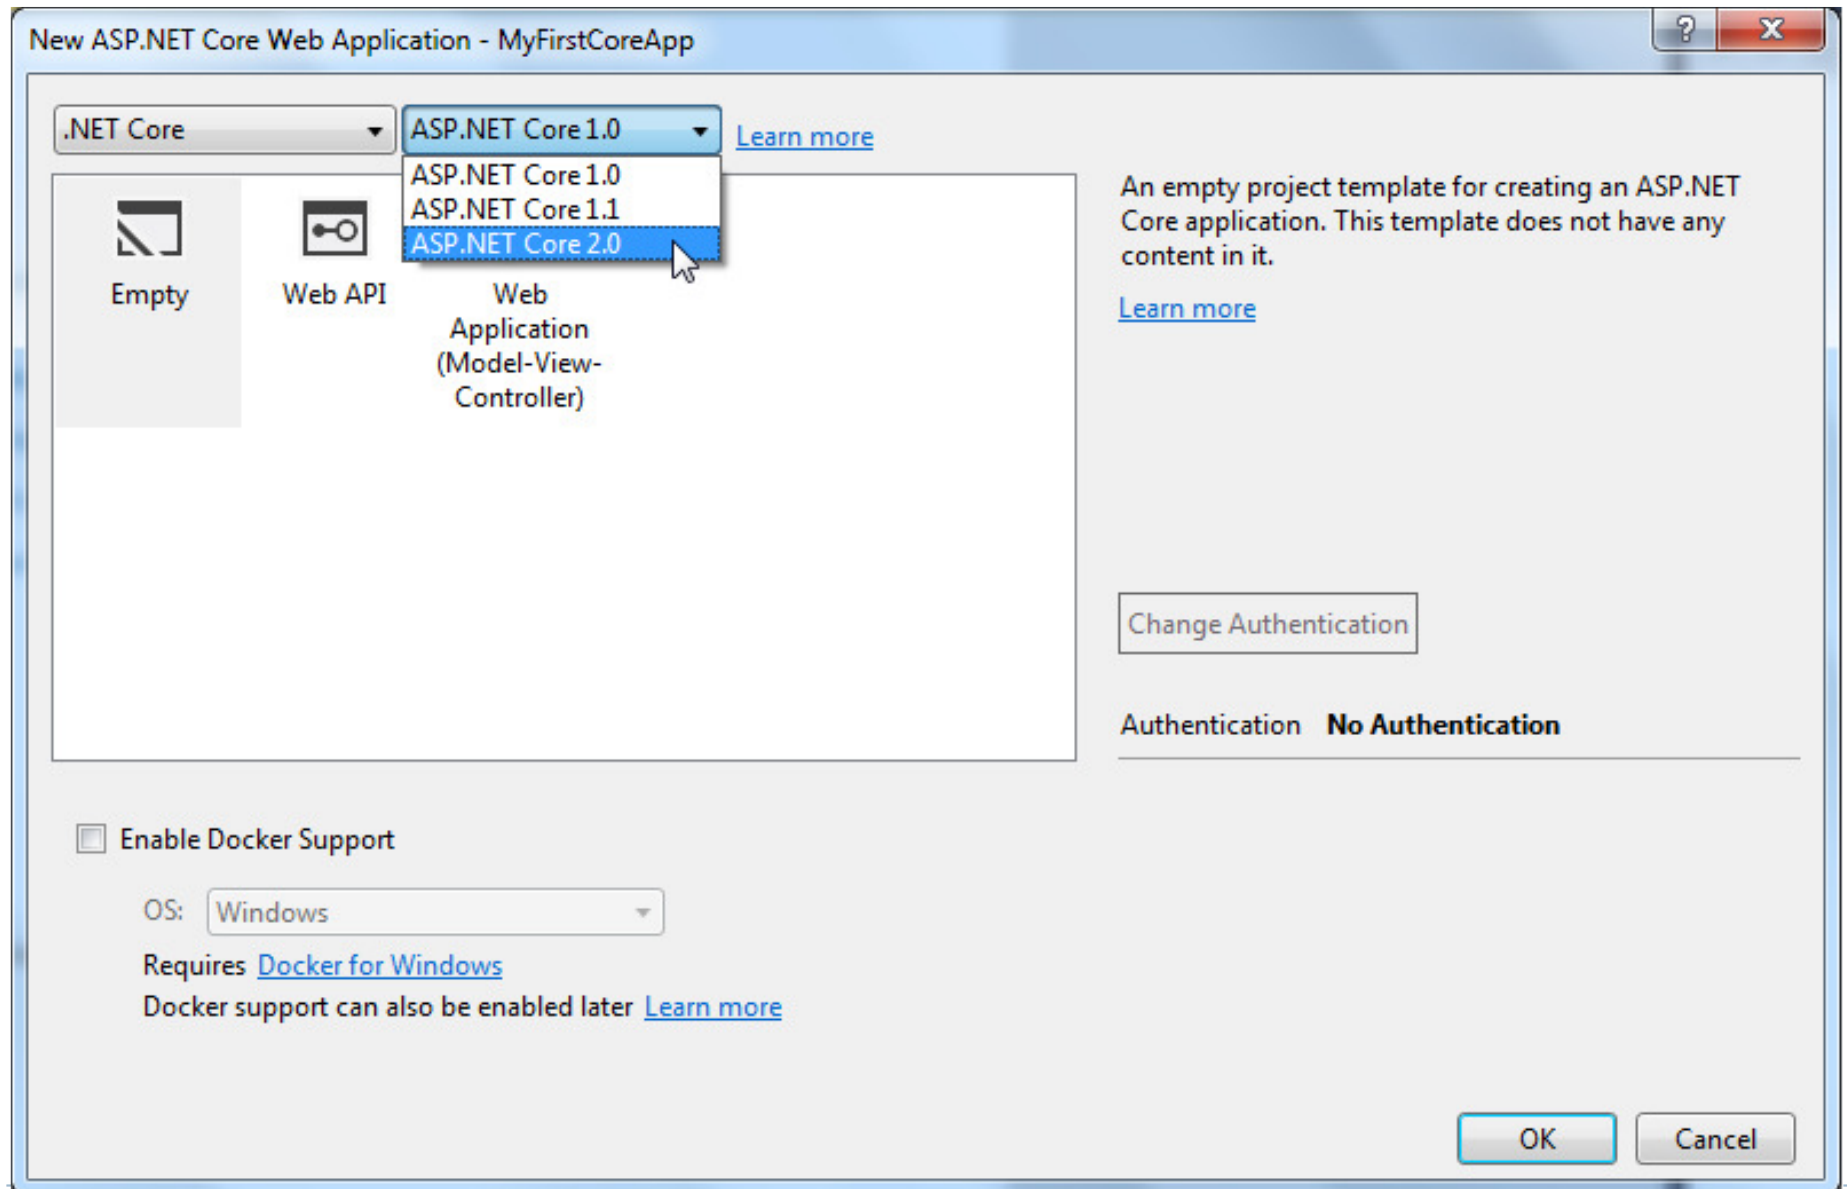 New ASP.NET Core Web Application - MyFirstCoreApp
.NET Core
ASP.NET Core 1.0
Learn more
ASP.NET Core 1.0
ASP.NET Core 1.1
ASP.NET Core 2.0
Empty
Web API
Web
Application
(Model-View-
Controller)
An empty project template for creating an ASP.NET
Core application. This template does not have any
content in it.
Learn more
Change Authentication
Authentication No Authentication
Enable Docker Support
OS: Windows
Requires Docker for Windows
Docker support can also be enabled later Learn more
OK
Cancel